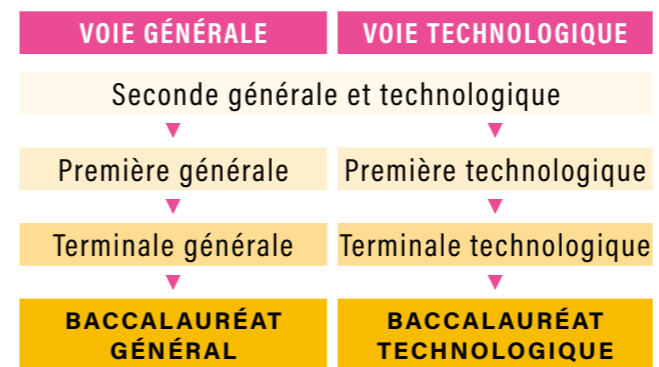 VOIE GÉNÉRALE
VOIE TECHNOLOGIQUE
Seconde générale et technologique
Première générale
Première technologique
Terminale générale
Terminale technologique
BACCALAURÉAT
GÉNÉRAL
BACCALAURÉAT
TECHNOLOGIQUE